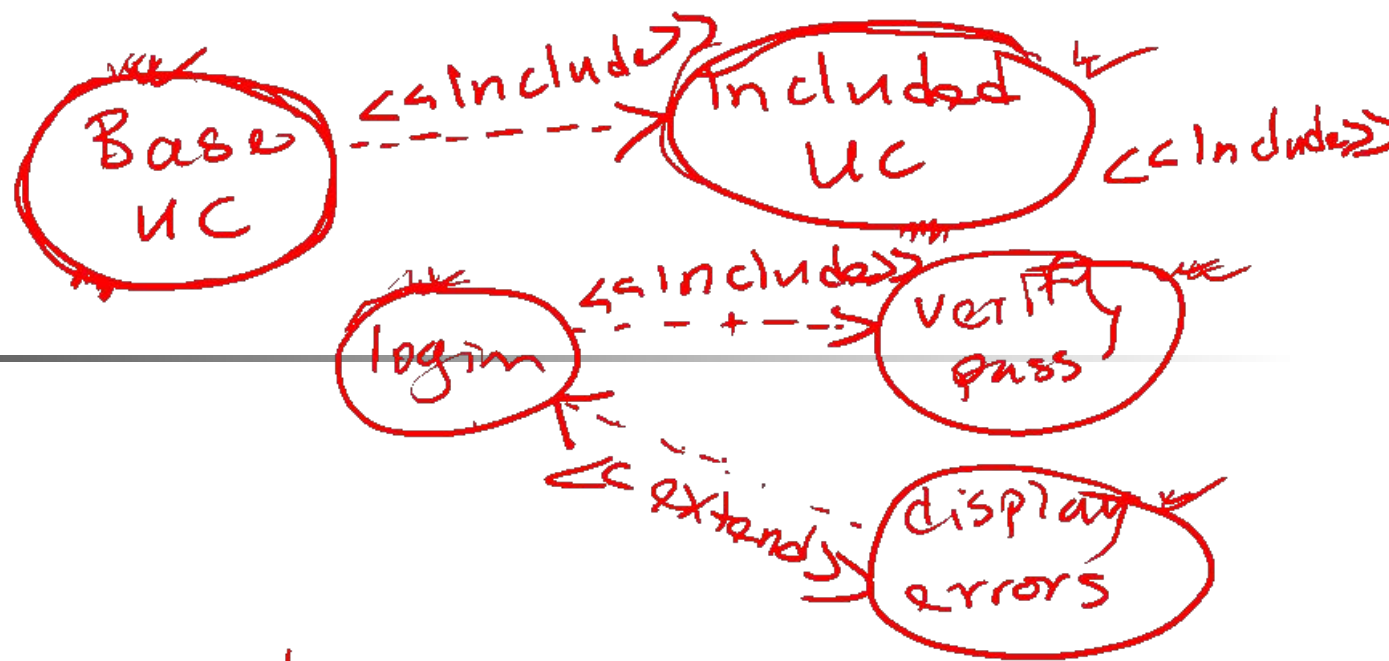 <<include>>
Base
UC
included
UC
<<include>>
<<include>>
login
verify
pass
<<extend>>
display
errors